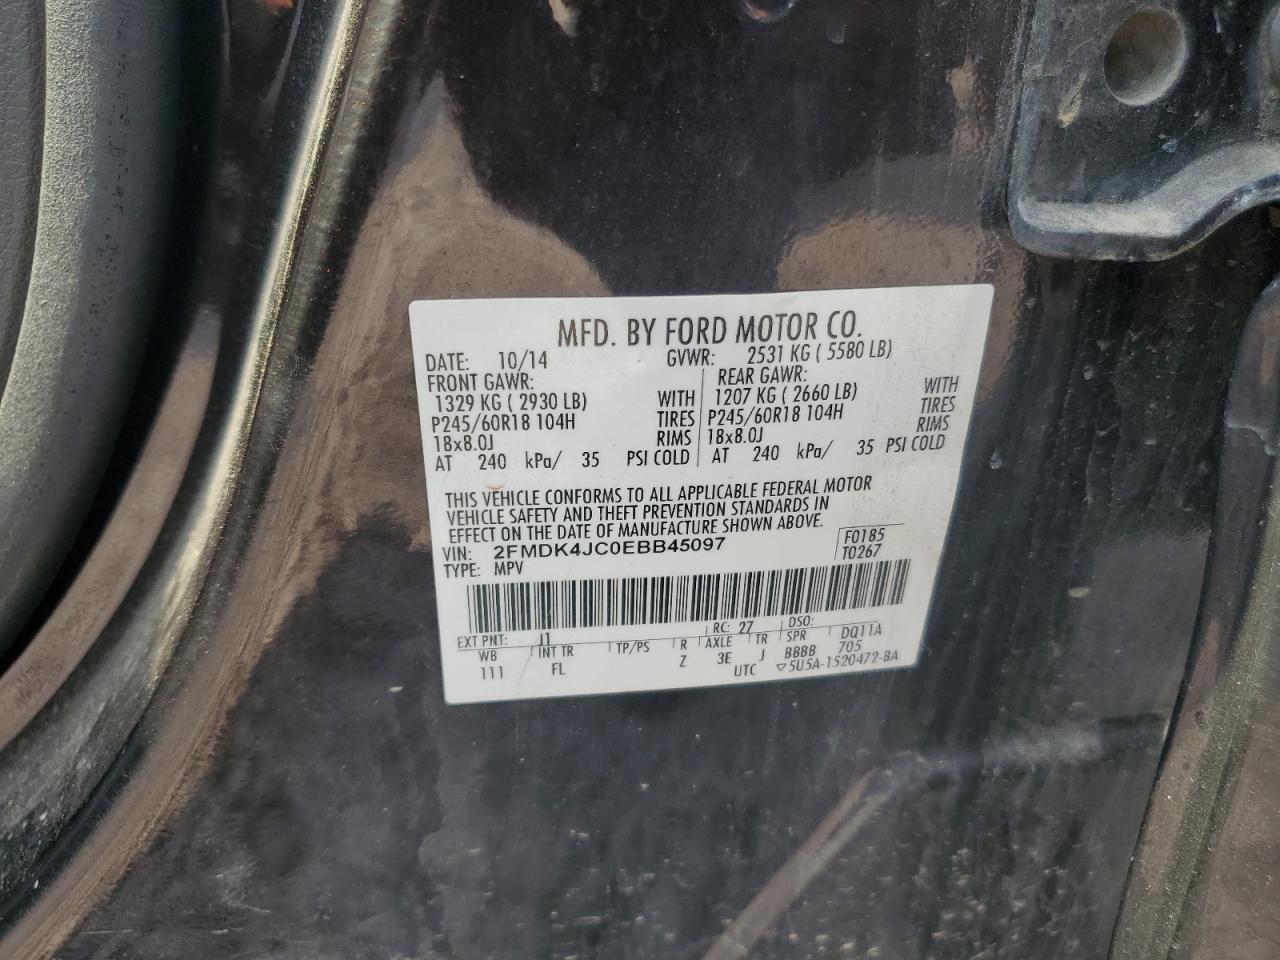 MFD. BY FORD MOTOR CO.
DATE: 10/14 GVWR: 2531 KG ( 5580 LB)
FRONT GAWR: REAR GAWR:
1329 KG ( 2930 LB) WITH 1207 KG ( 2660 LB) WITH
P245/60R18 104H TIRES P245/60R18 104H TIRES
18x8.0J RIMS 18x8.0J RIMS
AT 240 kPa/ 35 PSI COLD AT 240 kPa/ 35 PSI COLD
THIS VEHICLE CONFORMS TO ALL APPLICABLE FEDERAL MOTOR
VEHICLE SAFETY AND THEFT PREVENTION STANDARDS IN
EFFECT ON THE DATE OF MANUFACTURE SHOWN ABOVE.
VIN: 2FMDK4JC0EBB45097 F0185
TYPE: MPV T0267
EXT PNT: J1 RC: 27 DSO:
WB INT TR TP/PS R AXLE TR SPR DQ11A
111 FL Z 3E J BBBB 705
UTC ▽5U5A-1520472-BA